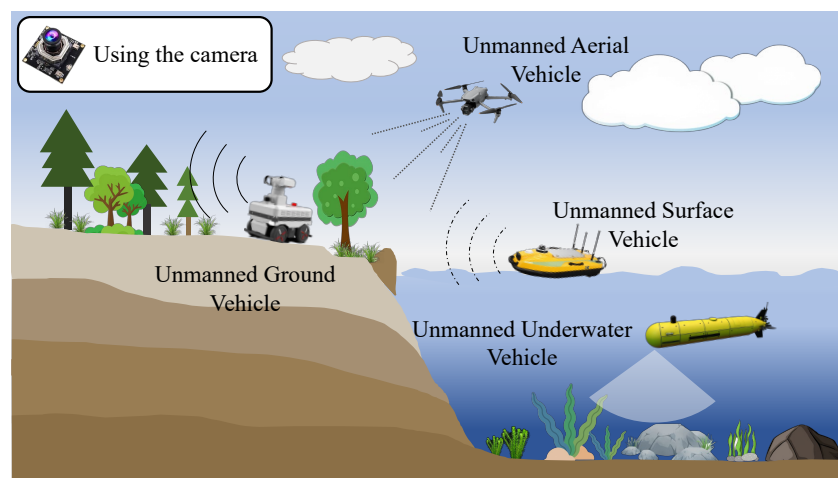 Using the camera
Unmanned Aerial
Vehicle
Unmanned Surface
Vehicle
Unmanned Ground
Vehicle
Unmanned Underwater
Vehicle